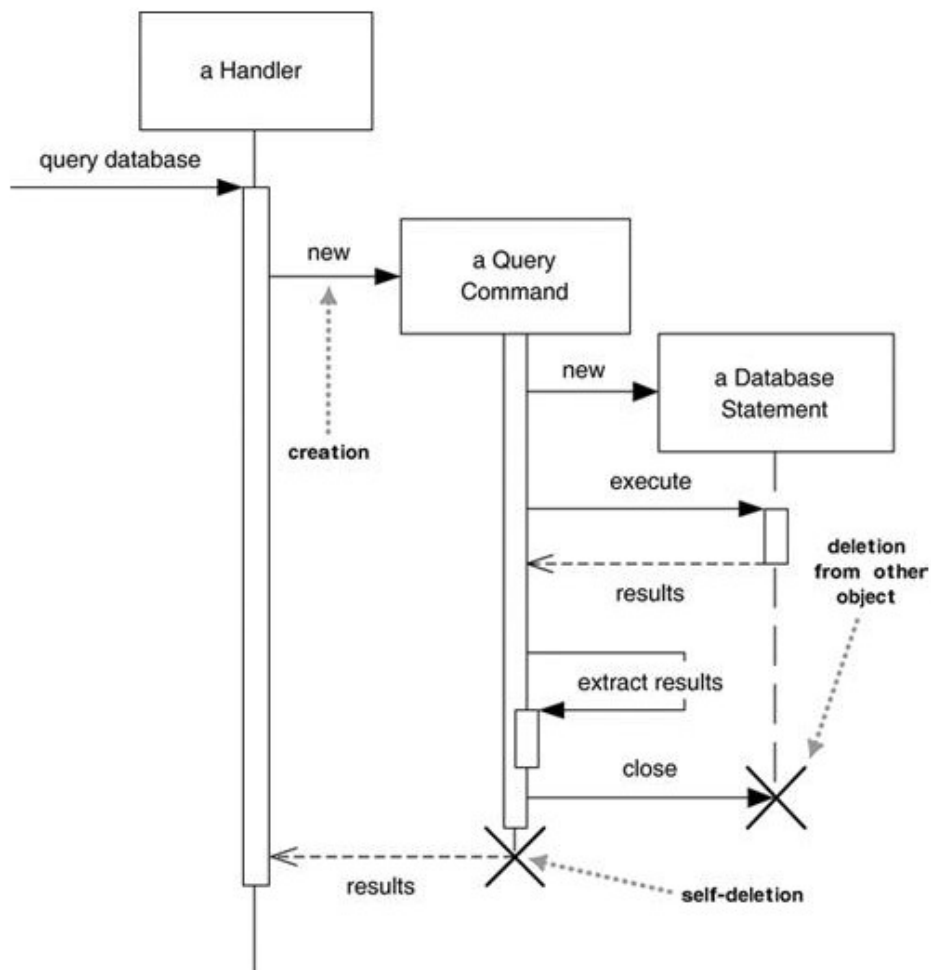 a Handler
query database
new
a Query
Command
new
a Database
Statement
creation
execute
deletion
from other
object
results
extract results
close
results
self-deletion